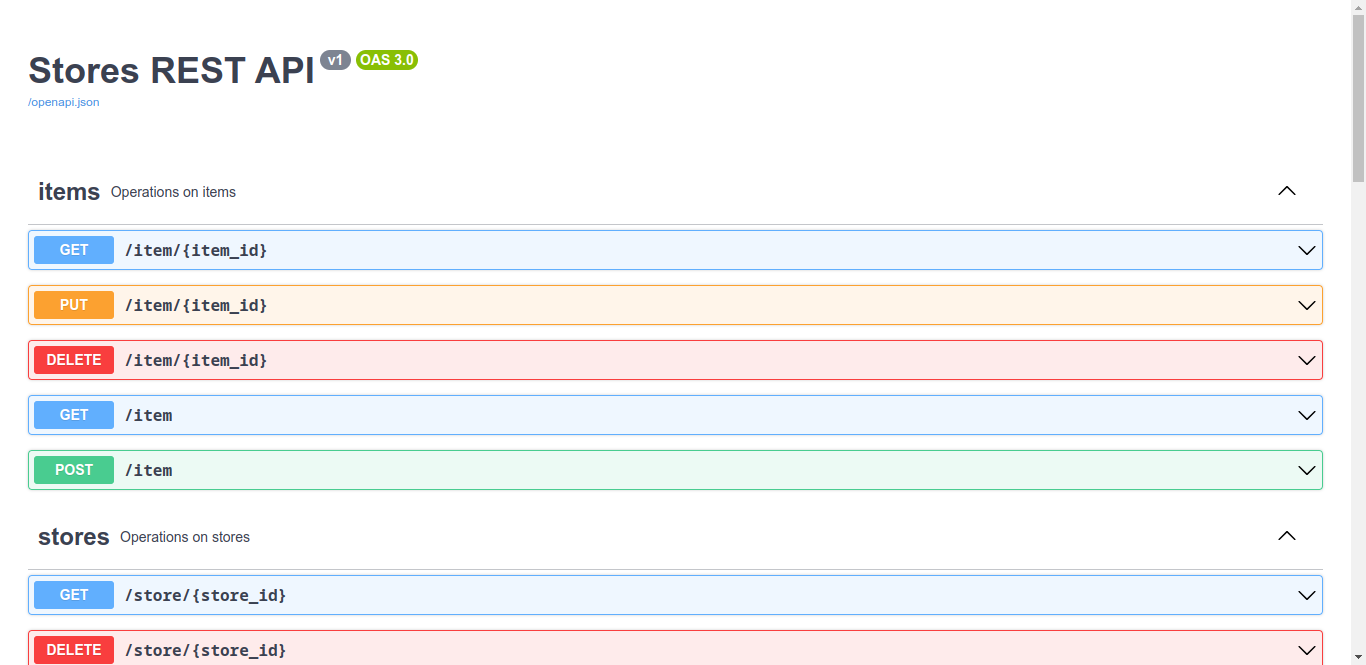 Stores REST API v1 OAS 3.0
/openapi.json
items Operations on items
GET /item/{item_id}
PUT /item/{item_id}
DELETE /item/{item_id}
GET /item
POST /item
stores Operations on stores
GET /store/{store_id}
DELETE /store/{store_id}